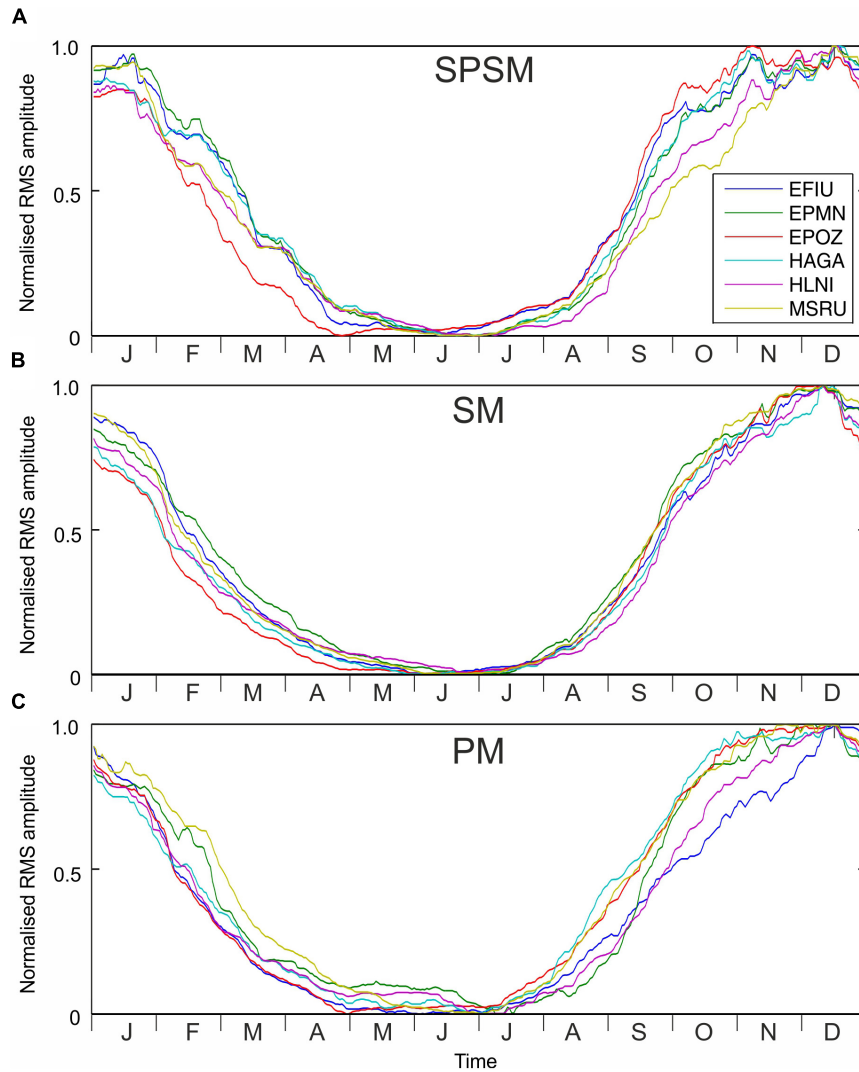 A
SPSM
Normalised RMS amplitude
1.0
0.5
0
EFIU
EPMN
EPOZ
HAGA
HLNI
MSRU
J F M A M J J A S O N D
B
SM
Normalised RMS amplitude
1.0
0.5
0
J F M A M J J A S O N D
C
PM
Normalised RMS amplitude
1.0
0.5
0
J F M A M J J A S O N D
Time